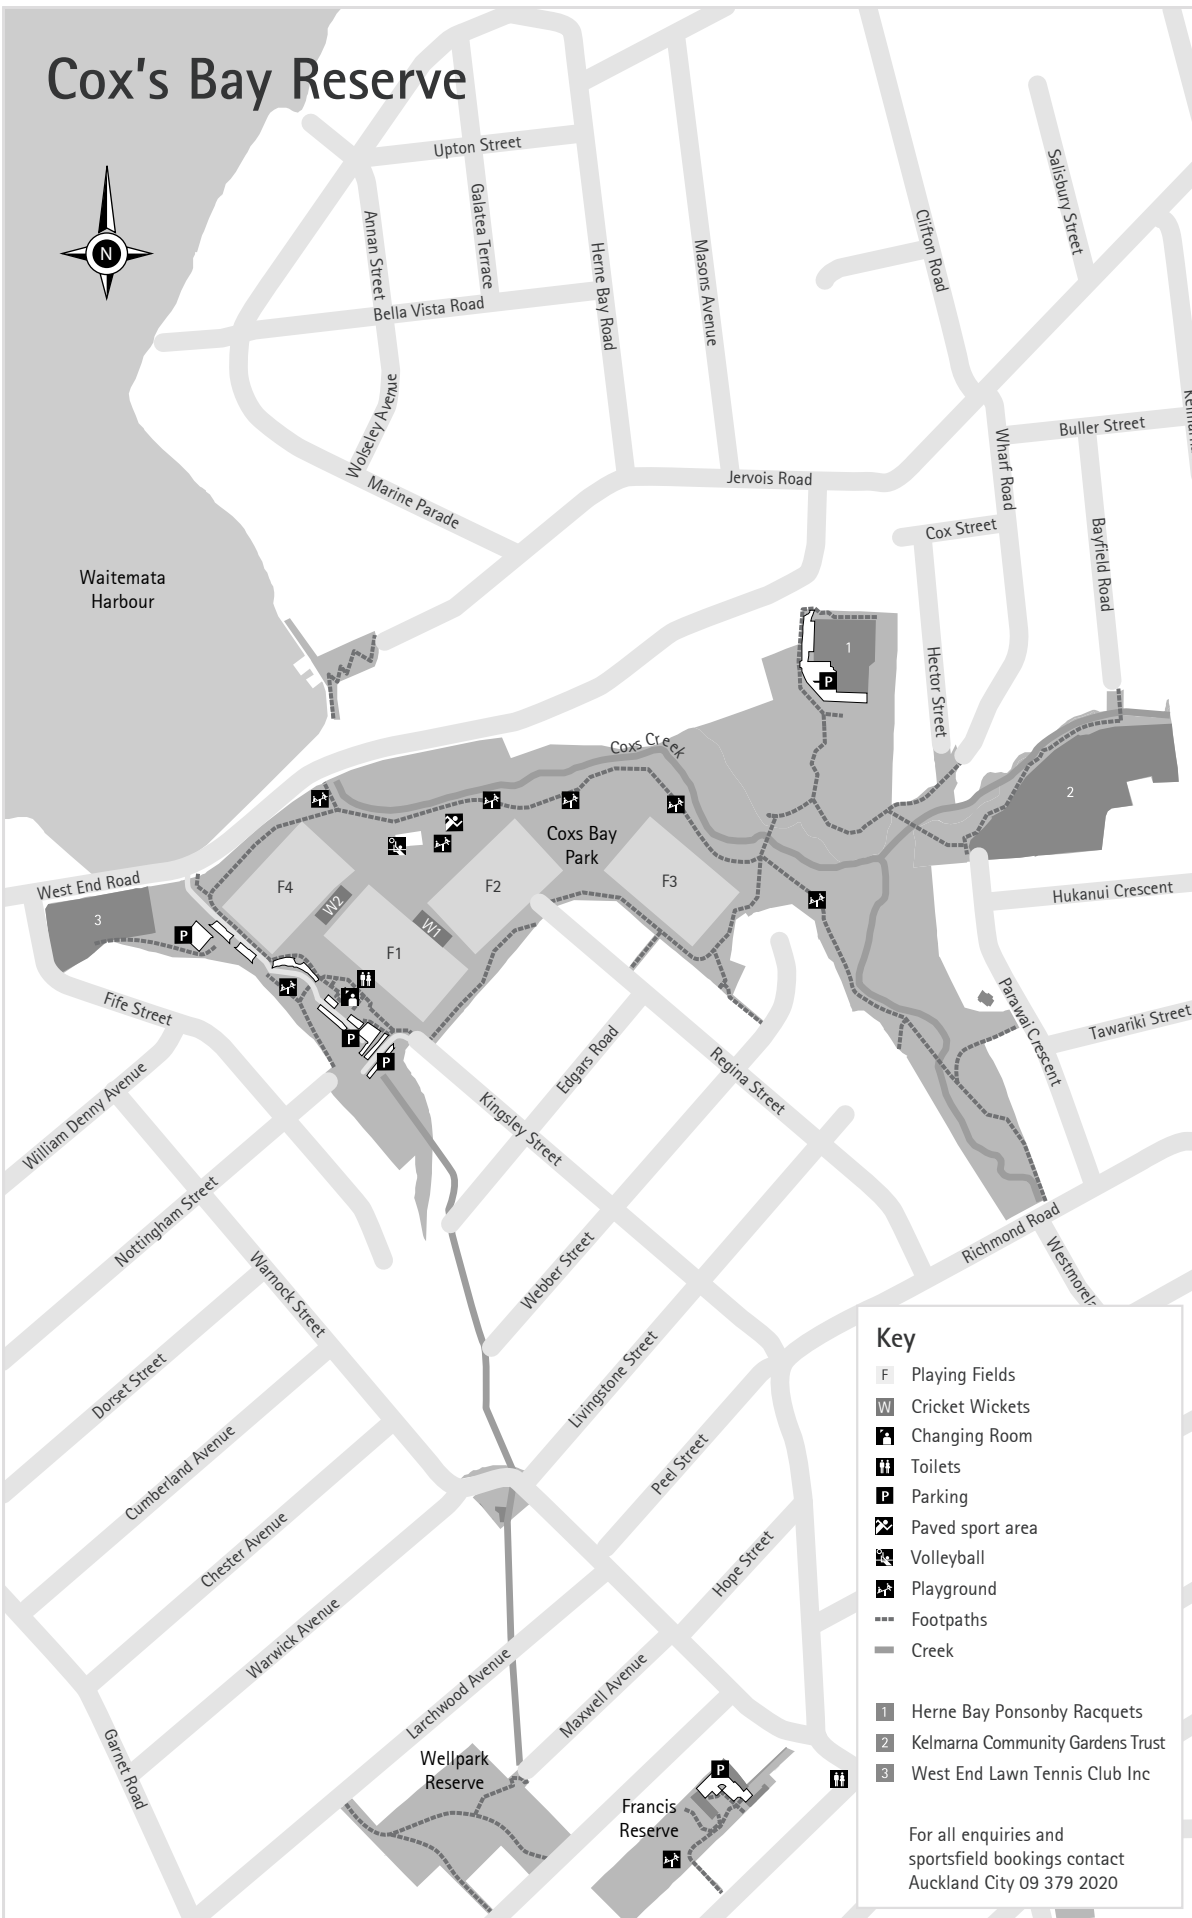 Cox's Bay Reserve
N
Upton Street
Galatea Terrace
Annan Street
Bella Vista Road
Herne Bay Road
Masons Avenue
Clifton Road
Salisbury Street
Wolseley Avenue
Marine Parade
Jervois Road
Wharf Road
Buller Street
Cox Street
Bayfield Road
Hector Street
Waitemata
Harbour
1
P
Coxs Creek
2
Coxs Bay
Park
F4
W2
F2
W1
F3
F1
West End Road
3
P
P
P
Hukanui Crescent
Parawai Crescent
Tawariki Street
Fife Street
William Denny Avenue
Edgars Road
Regina Street
Kingsley Street
Nottingham Street
Warnock Street
Webber Street
Richmond Road
Westmorela
Dorset Street
Livingstone Street
Cumberland Avenue
Peel Street
Chester Avenue
Hope Street
Warwick Avenue
Larchwood Avenue
Maxwell Avenue
Garnet Road
Wellpark
Reserve
P
Francis
Reserve
Key
F Playing Fields
W Cricket Wickets
Changing Room
Toilets
P Parking
Paved sport area
Volleyball
Playground
Footpaths
Creek
1 Herne Bay Ponsonby Racquets
2 Kelmarna Community Gardens Trust
3 West End Lawn Tennis Club Inc
For all enquiries and
sportsfield bookings contact
Auckland City 09 379 2020